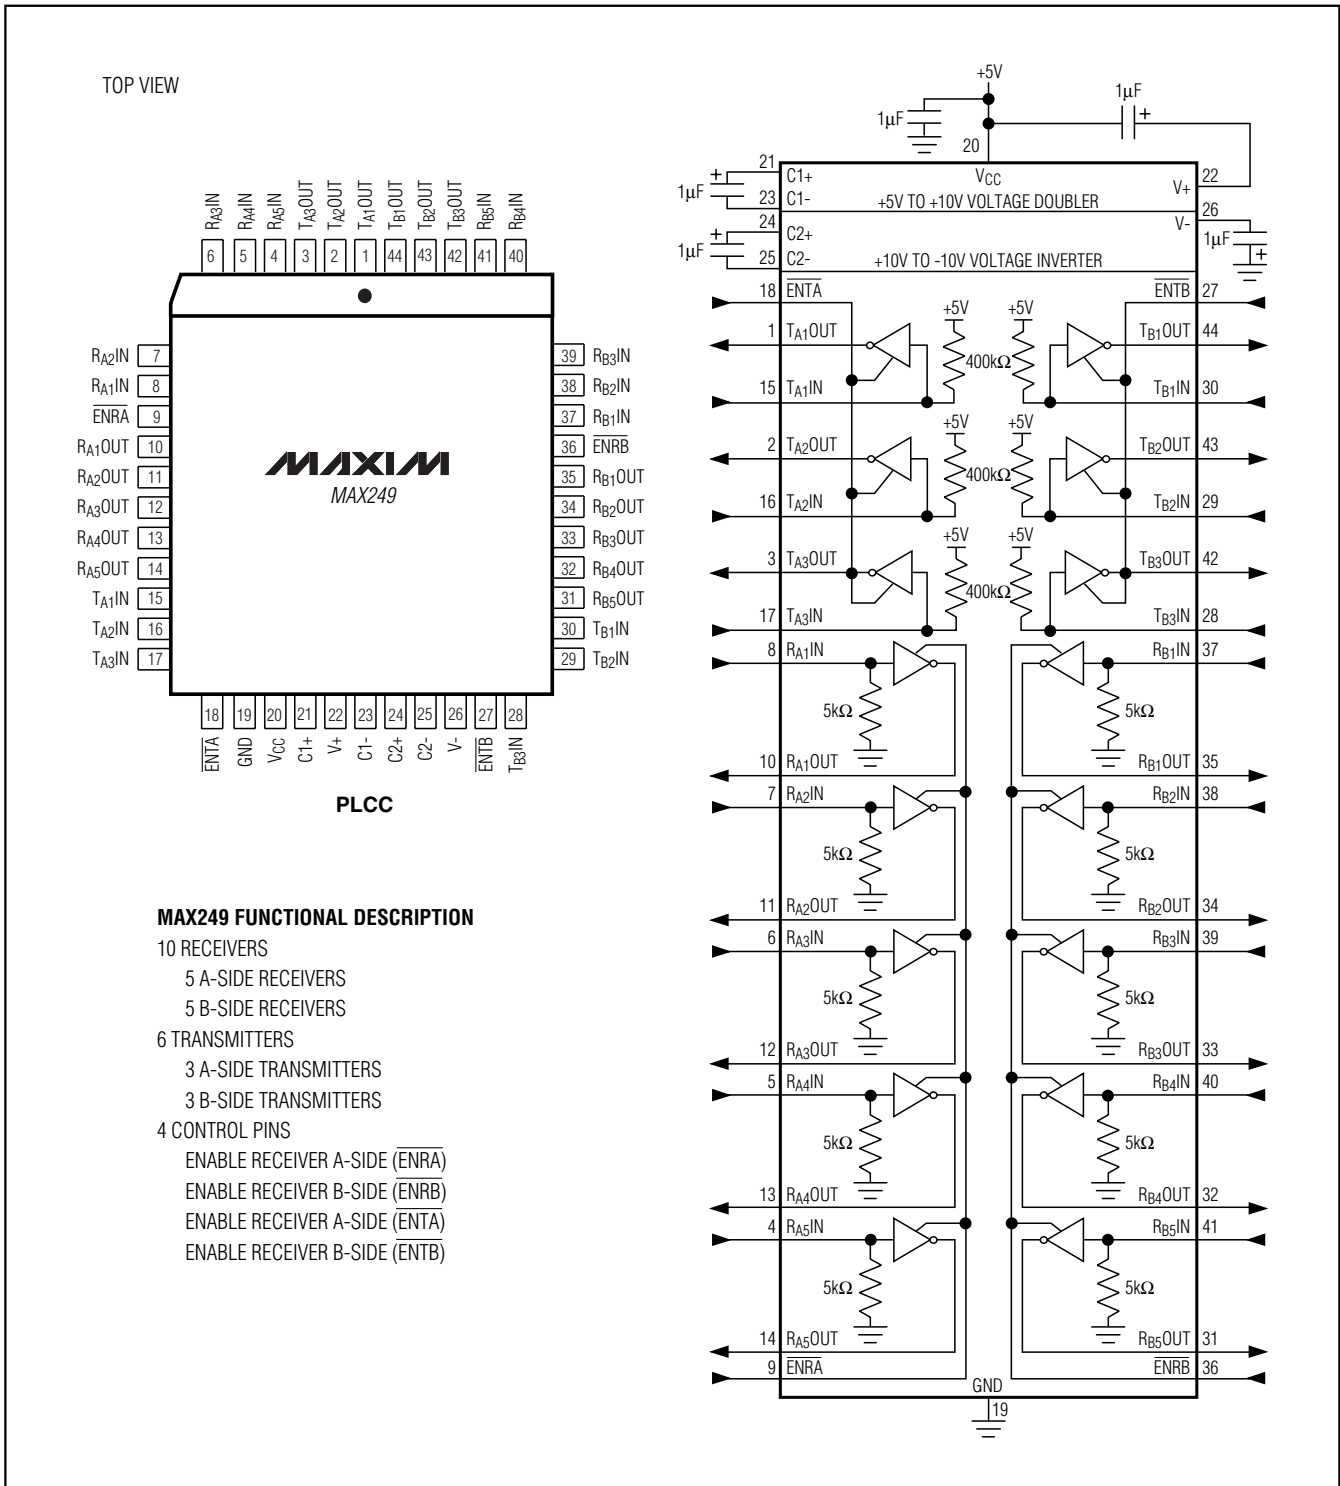 TOP VIEW
RA3IN
RA4IN
RA5IN
TA3OUT
TA2OUT
TA1OUT
TB1OUT
TB2OUT
TB3OUT
RB5IN
RB4IN
6 5 4 3 2 1 44 43 42 41 40
RA2IN 7
RA1IN 8
ENRA 9
RA1OUT 10
RA2OUT 11
RA3OUT 12
RA4OUT 13
RA5OUT 14
TA1IN 15
TA2IN 16
TA3IN 17
MAXIM
MAX249
39 RB3IN
38 RB2IN
37 RB1IN
36 ENRB
35 RB1OUT
34 RB2OUT
33 RB3OUT
32 RB4OUT
31 RB5OUT
30 TB1IN
29 TB2IN
18 19 20 21 22 23 24 25 26 27 28
ENTA
GND
VCC
C1+
V+
C1-
C2+
C2-
V-
ENTB
TB3IN
PLCC
MAX249 FUNCTIONAL DESCRIPTION
10 RECEIVERS
5 A-SIDE RECEIVERS
5 B-SIDE RECEIVERS
6 TRANSMITTERS
3 A-SIDE TRANSMITTERS
3 B-SIDE TRANSMITTERS
4 CONTROL PINS
ENABLE RECEIVER A-SIDE (ENRA)
ENABLE RECEIVER B-SIDE (ENRB)
ENABLE RECEIVER A-SIDE (ENTA)
ENABLE RECEIVER B-SIDE (ENTB)
+5V
1μF
1μF +
20
21 C1+ VCC V+ 22
+ 1μF
23 C1- +5V TO +10V VOLTAGE DOUBLER
24 C2+ V- 26
+ 1μF
1μF +
25 C2- +10V TO -10V VOLTAGE INVERTER
18 ENTA ENTB 27
+5V +5V
1 TA1OUT TB1OUT 44
400kΩ
15 TA1IN TB1IN 30
+5V +5V
2 TA2OUT TB2OUT 43
400kΩ
16 TA2IN TB2IN 29
+5V +5V
3 TA3OUT TB3OUT 42
400kΩ
17 TA3IN TB3IN 28
8 RA1IN RB1IN 37
5kΩ 5kΩ
10 RA1OUT RB1OUT 35
7 RA2IN RB2IN 38
5kΩ 5kΩ
11 RA2OUT RB2OUT 34
6 RA3IN RB3IN 39
5kΩ 5kΩ
12 RA3OUT RB3OUT 33
5 RA4IN RB4IN 40
5kΩ 5kΩ
13 RA4OUT RB4OUT 32
4 RA5IN RB5IN 41
5kΩ 5kΩ
14 RA5OUT RB5OUT 31
9 ENRA ENRB 36
GND
19